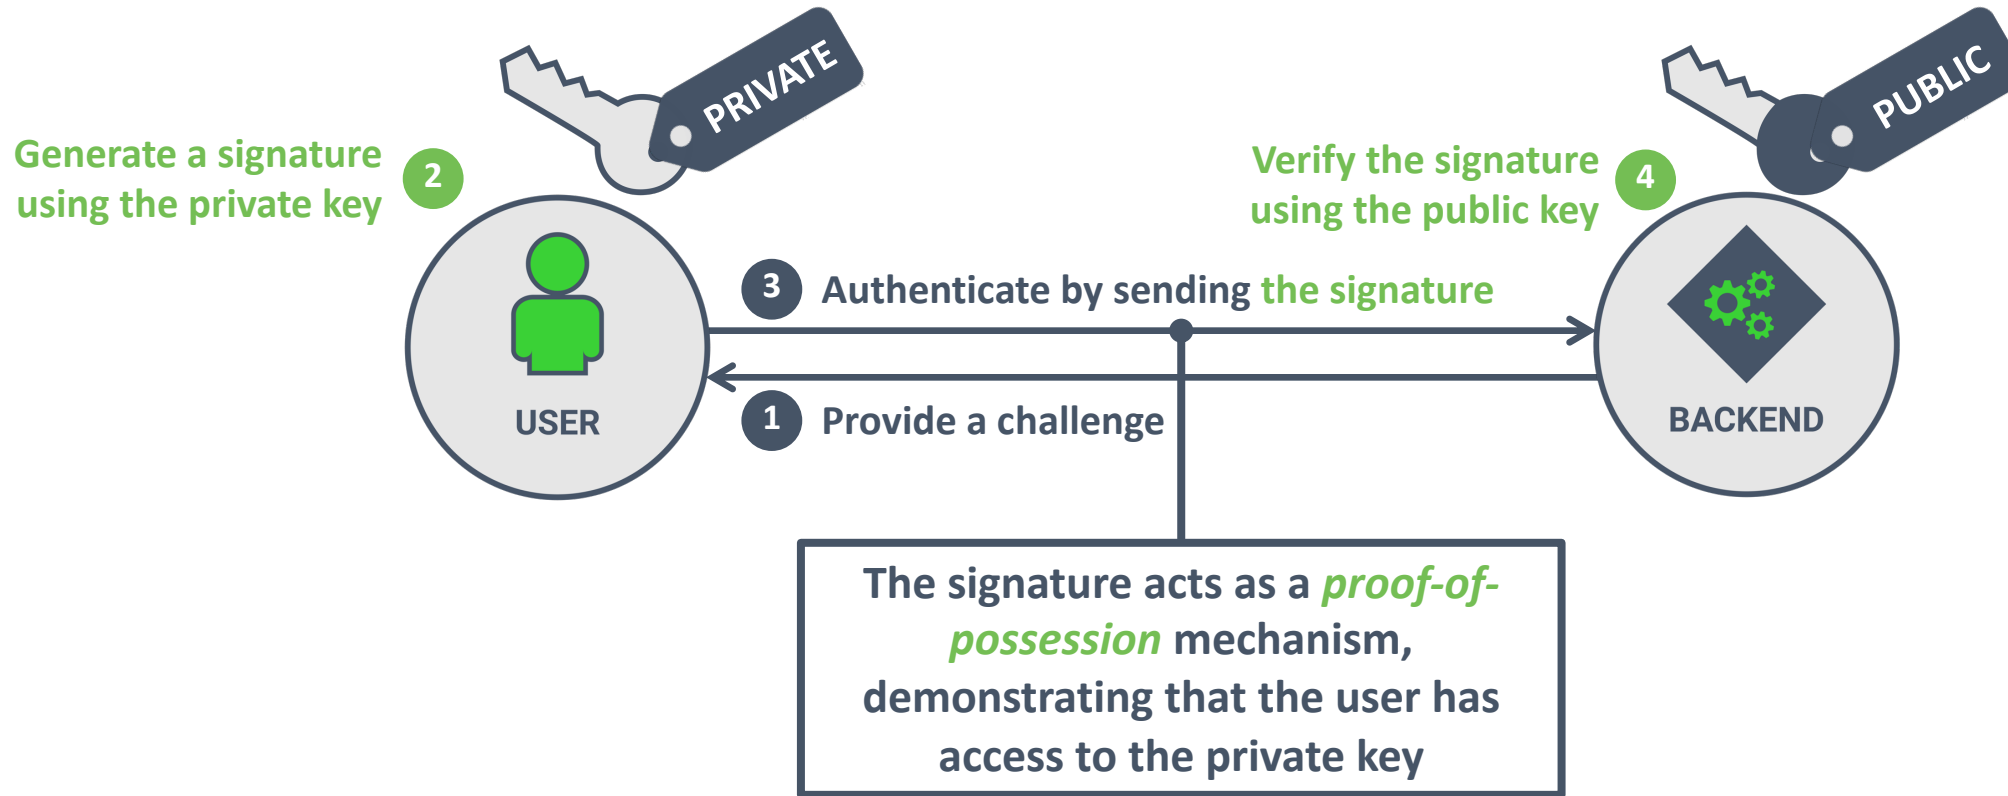 PRIVATE
PUBLIC
Generate a signature
using the private key
2
Verify the signature
using the public key
4
3 Authenticate by sending the signature
USER
1 Provide a challenge
BACKEND
The signature acts as a proof-of-
possession mechanism,
demonstrating that the user has
access to the private key